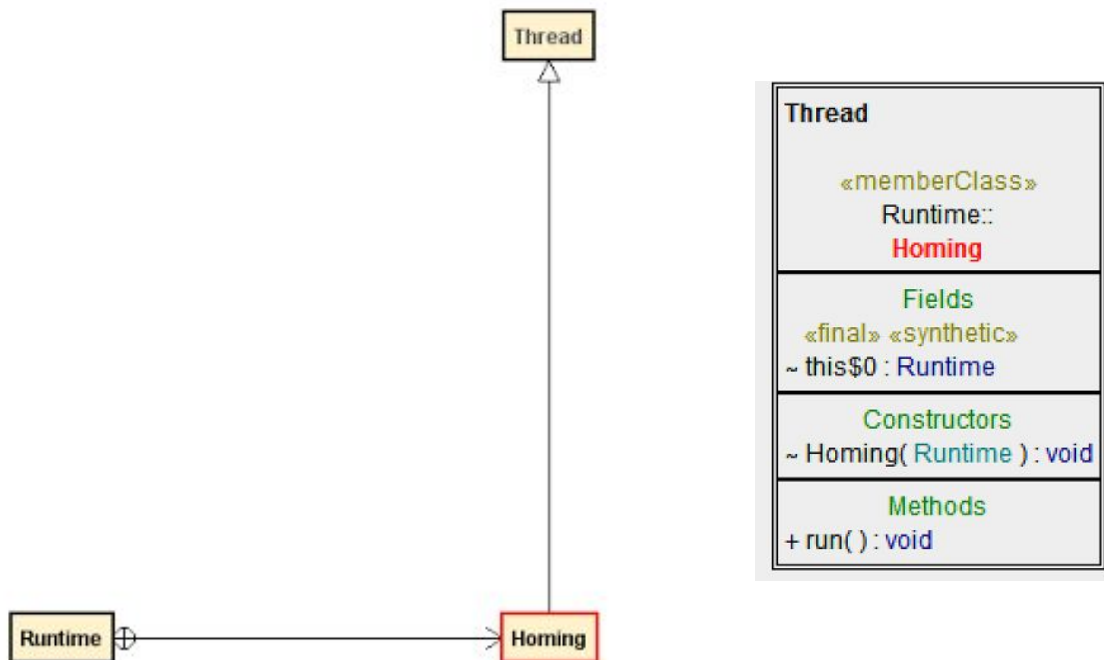 Thread
Thread
«memberClass»
Runtime::
Homing
Fields
«final» «synthetic»
~ this$0 : Runtime
Constructors
~ Homing( Runtime ) : void
Methods
+ run( ) : void
Runtime
Homing